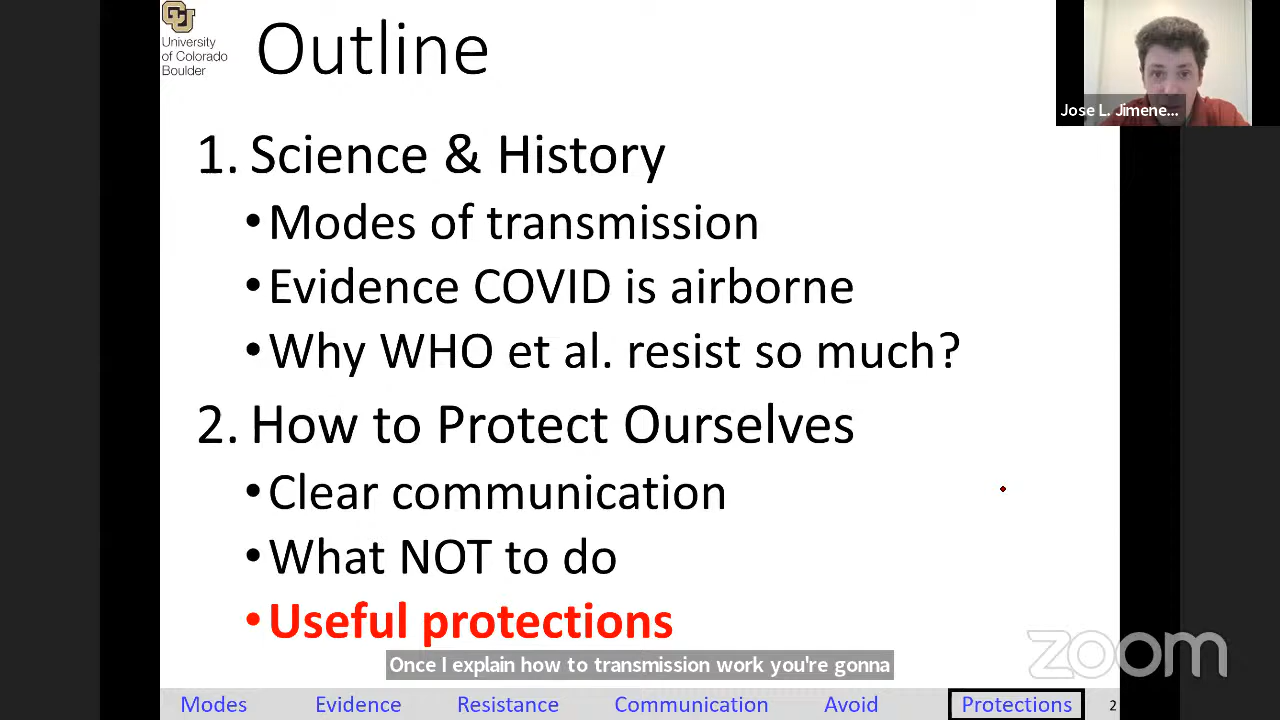 University
of Colorado
Boulder
Outline
Jose L. Jimene...
1. Science & History
•Modes of transmission
•Evidence COVID is airborne
•Why WHO et al. resist so much?
2. How to Protect Ourselves
•Clear communication
•What NOT to do
•Useful protections
Once I explain how to transmission work you're gonna
zoom
Modes Evidence Resistance Communication Avoid Protections 2